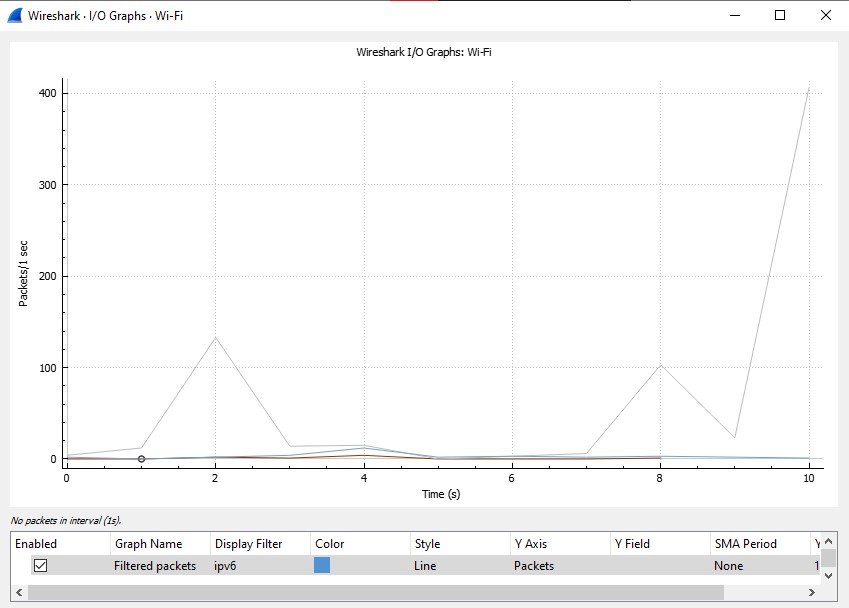 Wireshark · I/O Graphs · Wi-Fi
Wireshark I/O Graphs: Wi-Fi
400
300
200
100
0
Packets/1 sec
0 2 4 6 8 10
Time (s)
No packets in interval (1s).
Enabled Graph Name Display Filter Color Style Y Axis Y Field SMA Period Y
Filtered packets ipv6 Line Packets None 1